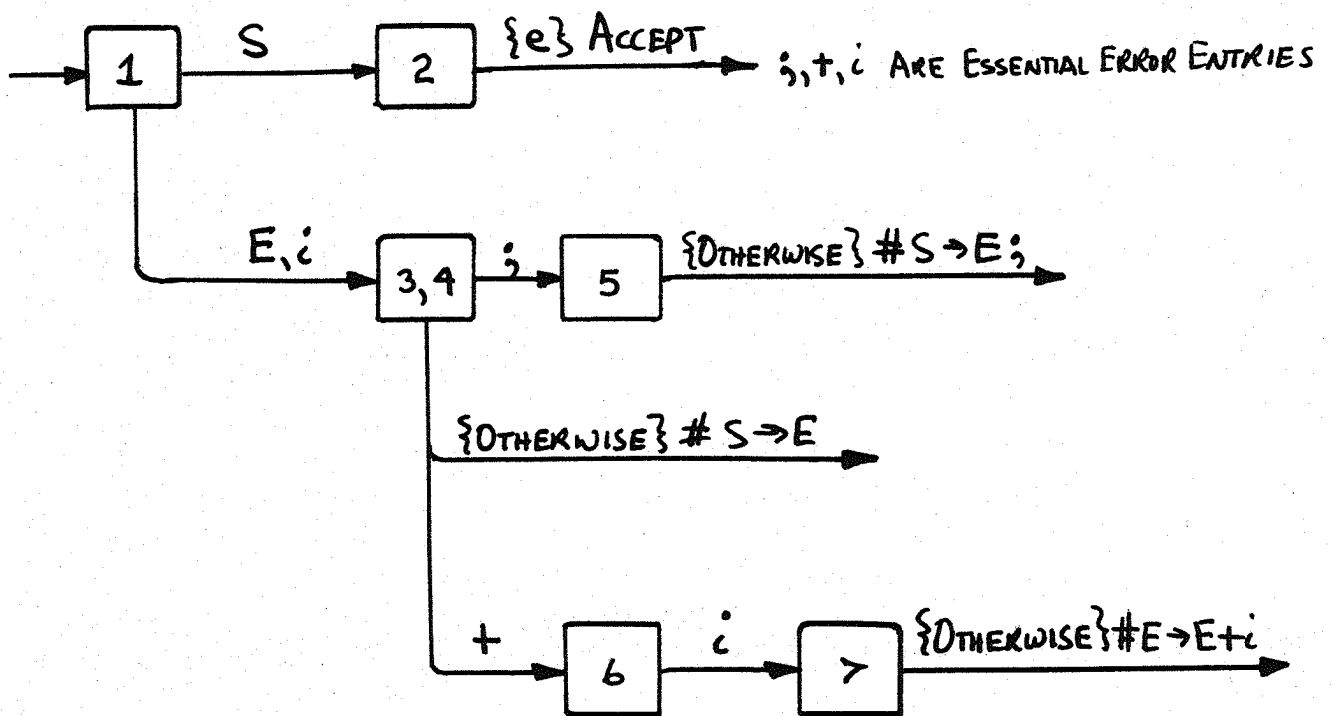 1 S 2 {e} ACCEPT ;,+,i ARE ESSENTIAL ERROR ENTRIES
E,i 3,4 ; 5 {OTHERWISE} # S→E;
{OTHERWISE} # S→E
+ 6 i 7 {OTHERWISE} #E→E+i